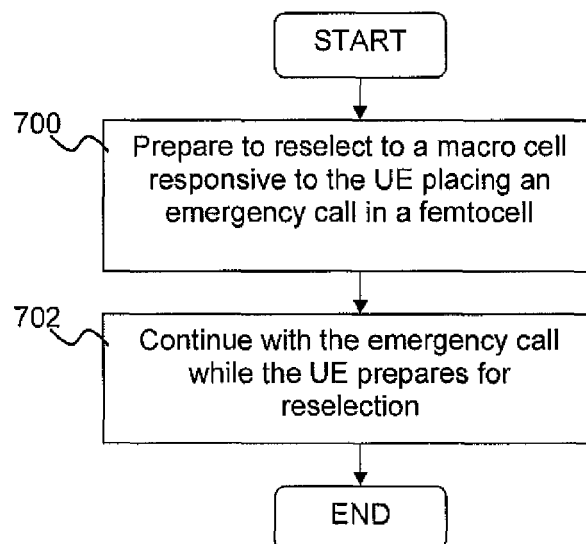 START
700
Prepare to reselect to a macro cell
responsive to the UE placing an
emergency call in a femtocell
702
Continue with the emergency call
while the UE prepares for
reselection
END